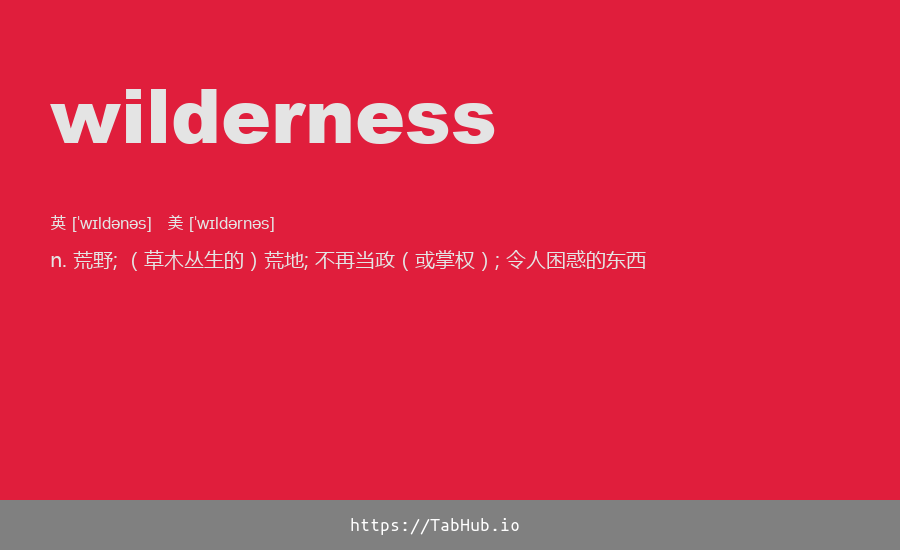 wilderness
英 [ˈwɪldənəs]   美 [ˈwɪldərnəs]
n. 荒野; （草木丛生的）荒地; 不再当政（或掌权）; 令人困惑的东西
https://TabHub.io